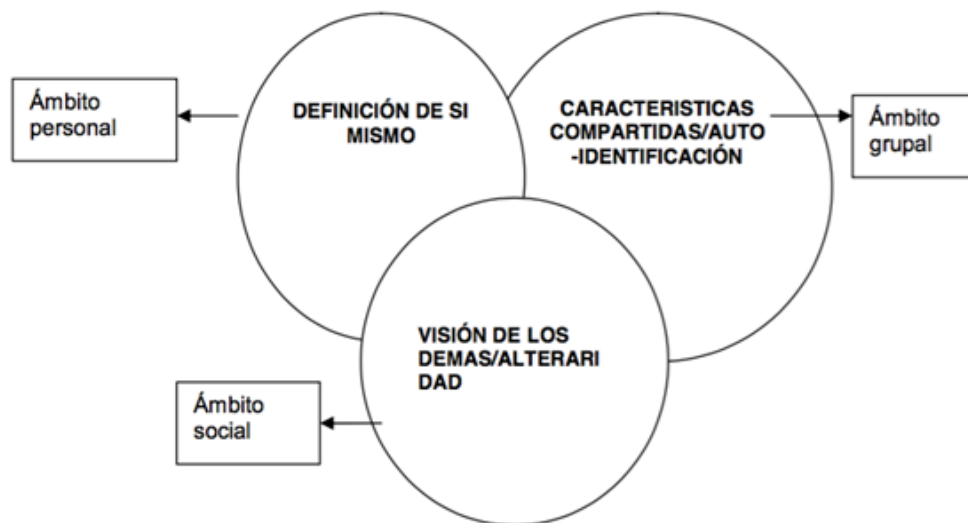 Ámbito
personal
DEFINICIÓN DE SI
MISMO
CARACTERISTICAS
COMPARTIDAS/AUTO
-IDENTIFICACIÓN
Ámbito
grupal
VISIÓN DE LOS
DEMAS/ALTERARI
DAD
Ámbito
social